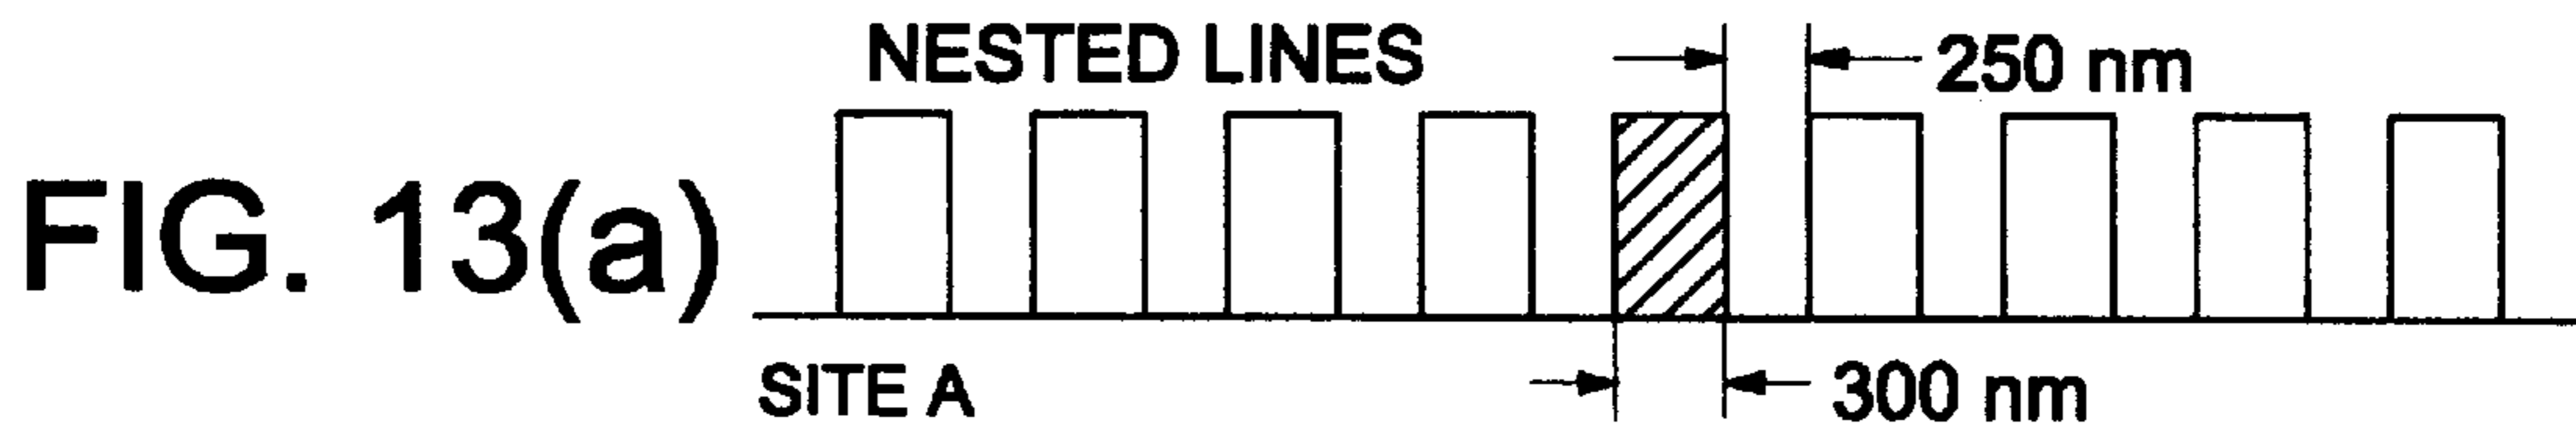 NESTED LINES
250 nm
FIG. 13(a)
SITE A
300 nm